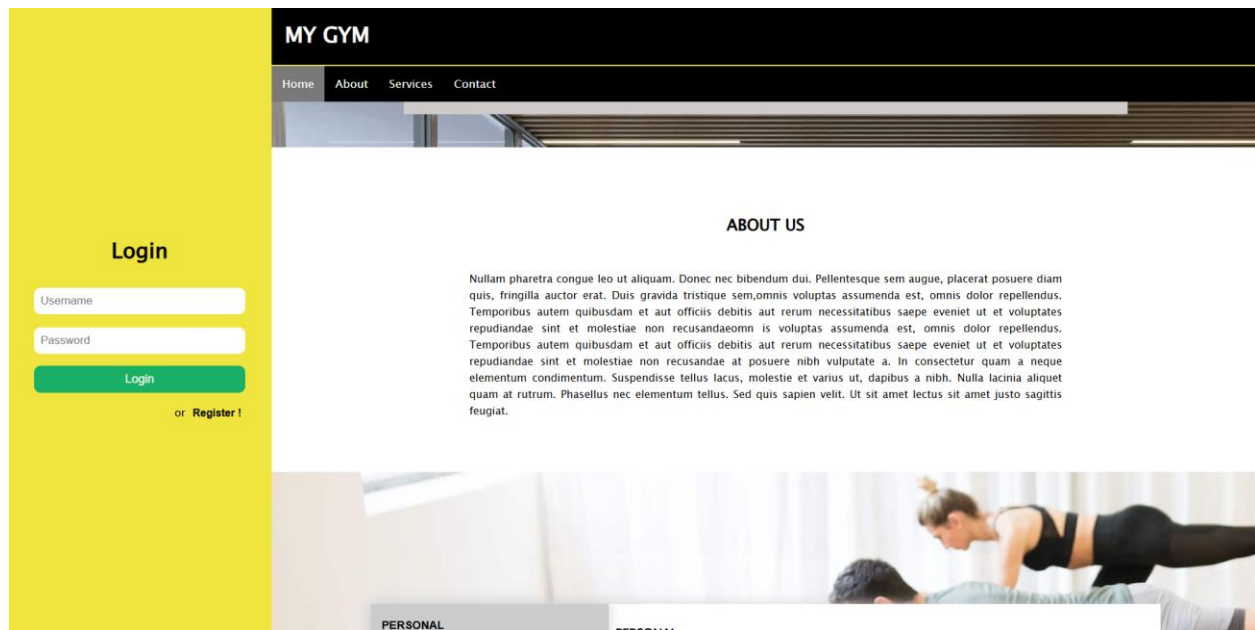 MY GYM
Home About Services Contact
Login
Username
Password
Login
or Register !
ABOUT US
Nullam pharetra congue leo ut aliquam. Donec nec bibendum dui. Pellentesque sem augue, placerat posuere diam
quis, fringilla auctor erat. Duis gravida tristique sem,omnis voluptas assumenda est, omnis dolor repellendus.
Temporibus autem quibusdam et aut officiis debitis aut rerum necessitatibus saepe eveniet ut et voluptates
repudiandae sint et molestiae non recusandaeomn is voluptas assumenda est, omnis dolor repellendus.
Temporibus autem quibusdam et aut officiis debitis aut rerum necessitatibus saepe eveniet ut et voluptates
repudiandae sint et molestiae non recusandae at posuere nibh vulputate a. In consectetur quam a neque
elementum condimentum. Suspendisse tellus lacus, molestie et varius ut, dapibus a nibh. Nulla lacinia aliquet
quam at rutrum. Phasellus nec elementum tellus. Sed quis sapien velit. Ut sit amet lectus sit amet justo sagittis
feugiat.
PERSONAL
PERSONAL